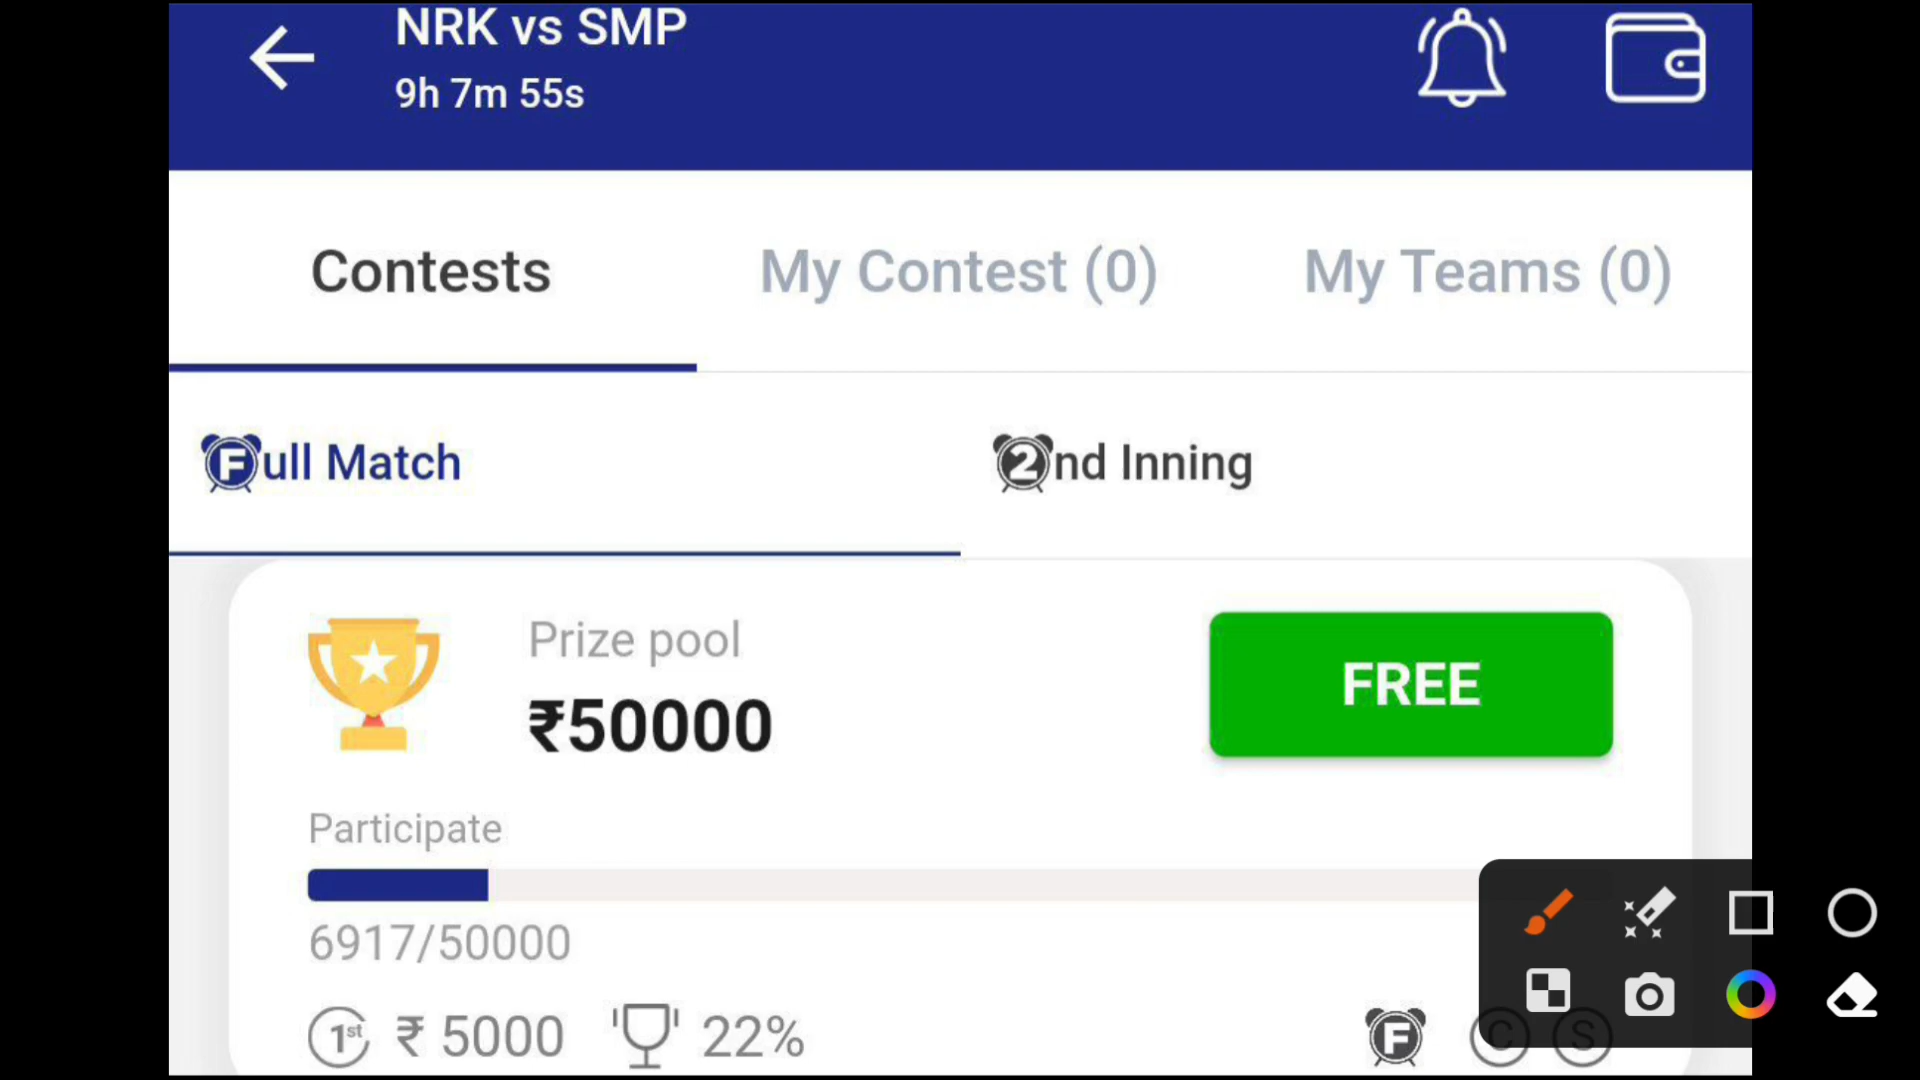 NRK vs SMP
9h 7m 55s
Contests
My Contest (0)
My Teams (0)
Full Match
2nd Inning
Prize pool
₹50000
FREE
Participate
6917/50000
1st ₹ 5000
22%
F C S